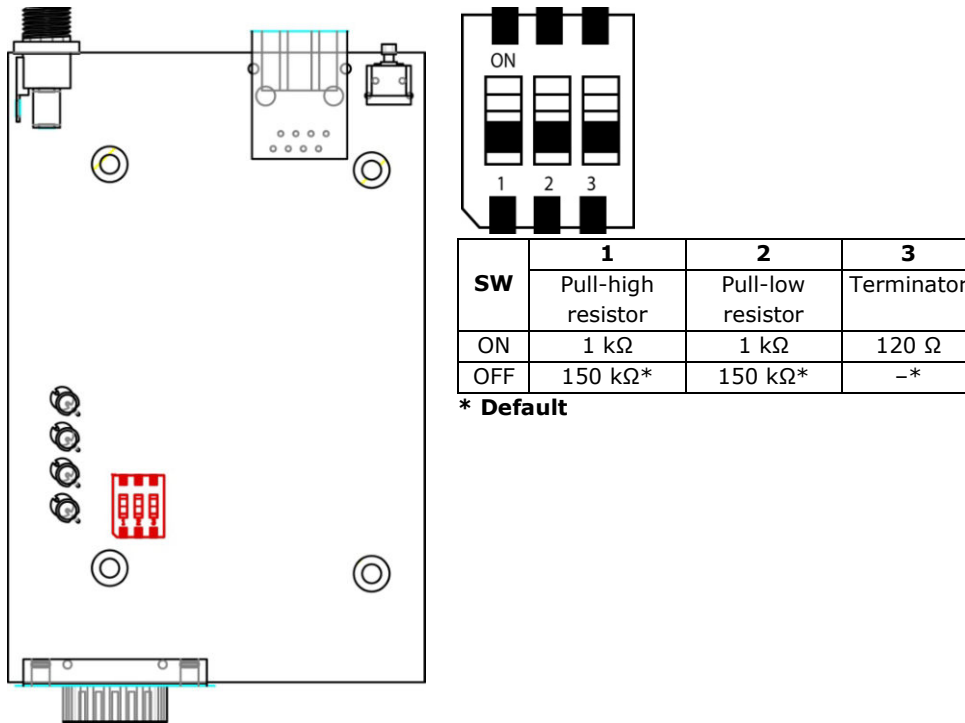 ON
1 2 3
SW 1 2 3
Pull-high resistor Pull-low resistor Terminator
ON 1 kΩ 1 kΩ 120 Ω
OFF 150 kΩ* 150 kΩ* –*
* Default